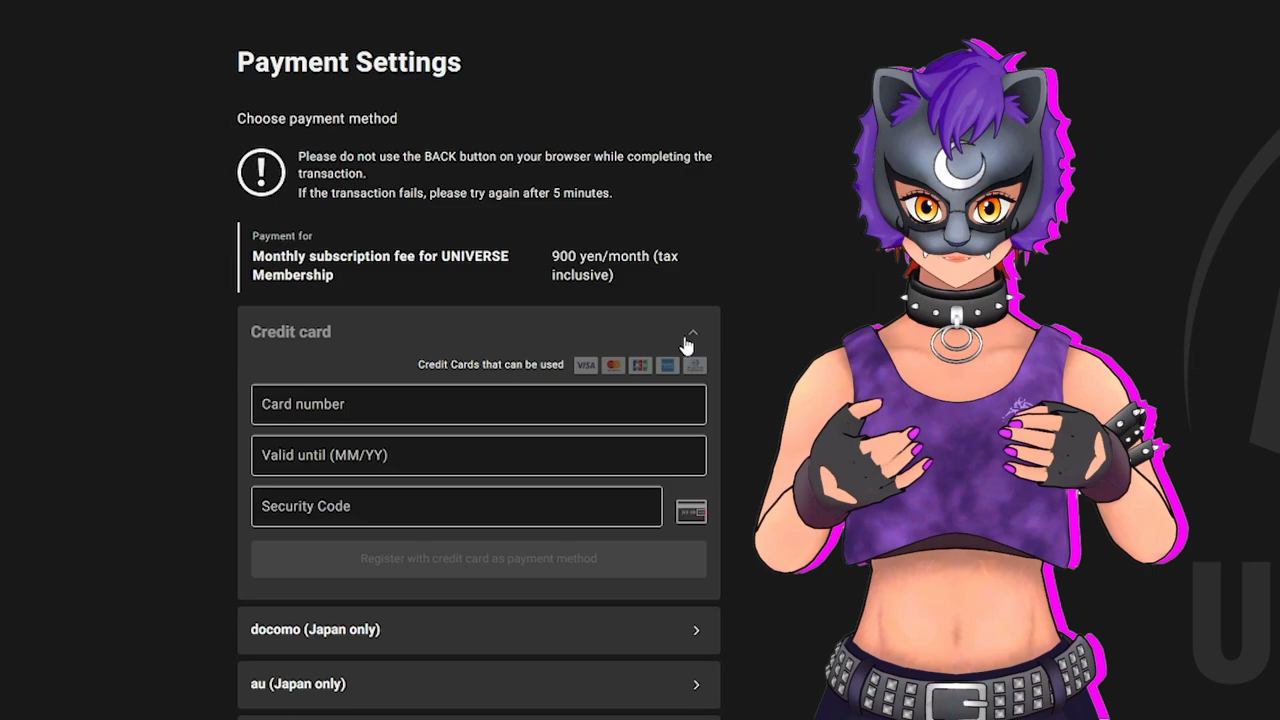 Payment Settings
Choose payment method
Please do not use the BACK button on your browser while completing the
transaction.
If the transaction fails, please try again after 5 minutes.
Payment for
Monthly subscription fee for UNIVERSE
Membership
900 yen/month (tax
inclusive)
Credit card
Credit Cards that can be used
VISA
Card number
Valid until (MM/YY)
Security Code
Register with credit card as payment method
docomo (Japan only)
au (Japan only)
U